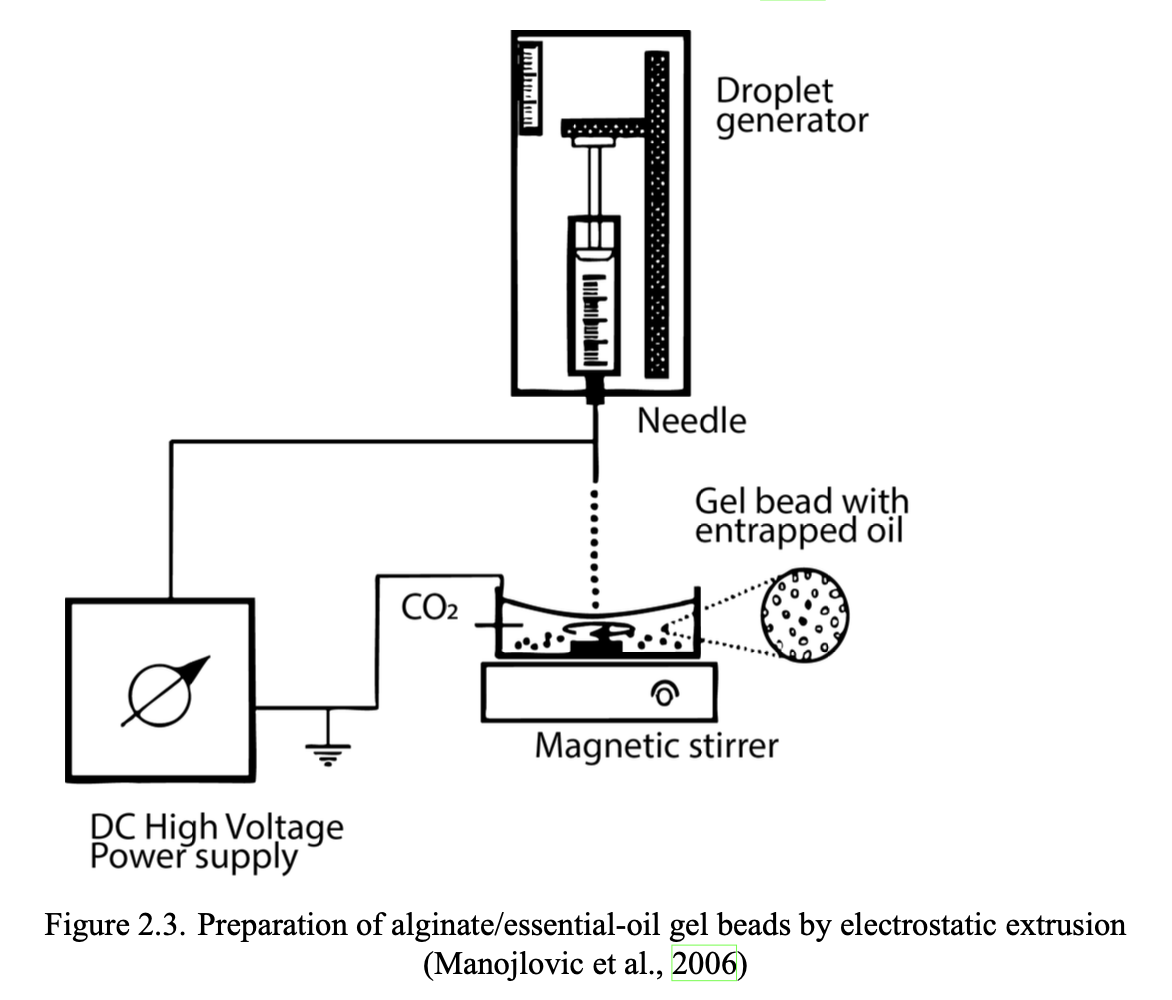 Droplet
generator
Needle
Gel bead with
entrapped oil
CO₂
Magnetic stirrer
DC High Voltage
Power supply
Figure 2.3. Preparation of alginate/essential-oil gel beads by electrostatic extrusion
(Manojlovic et al., 2006)